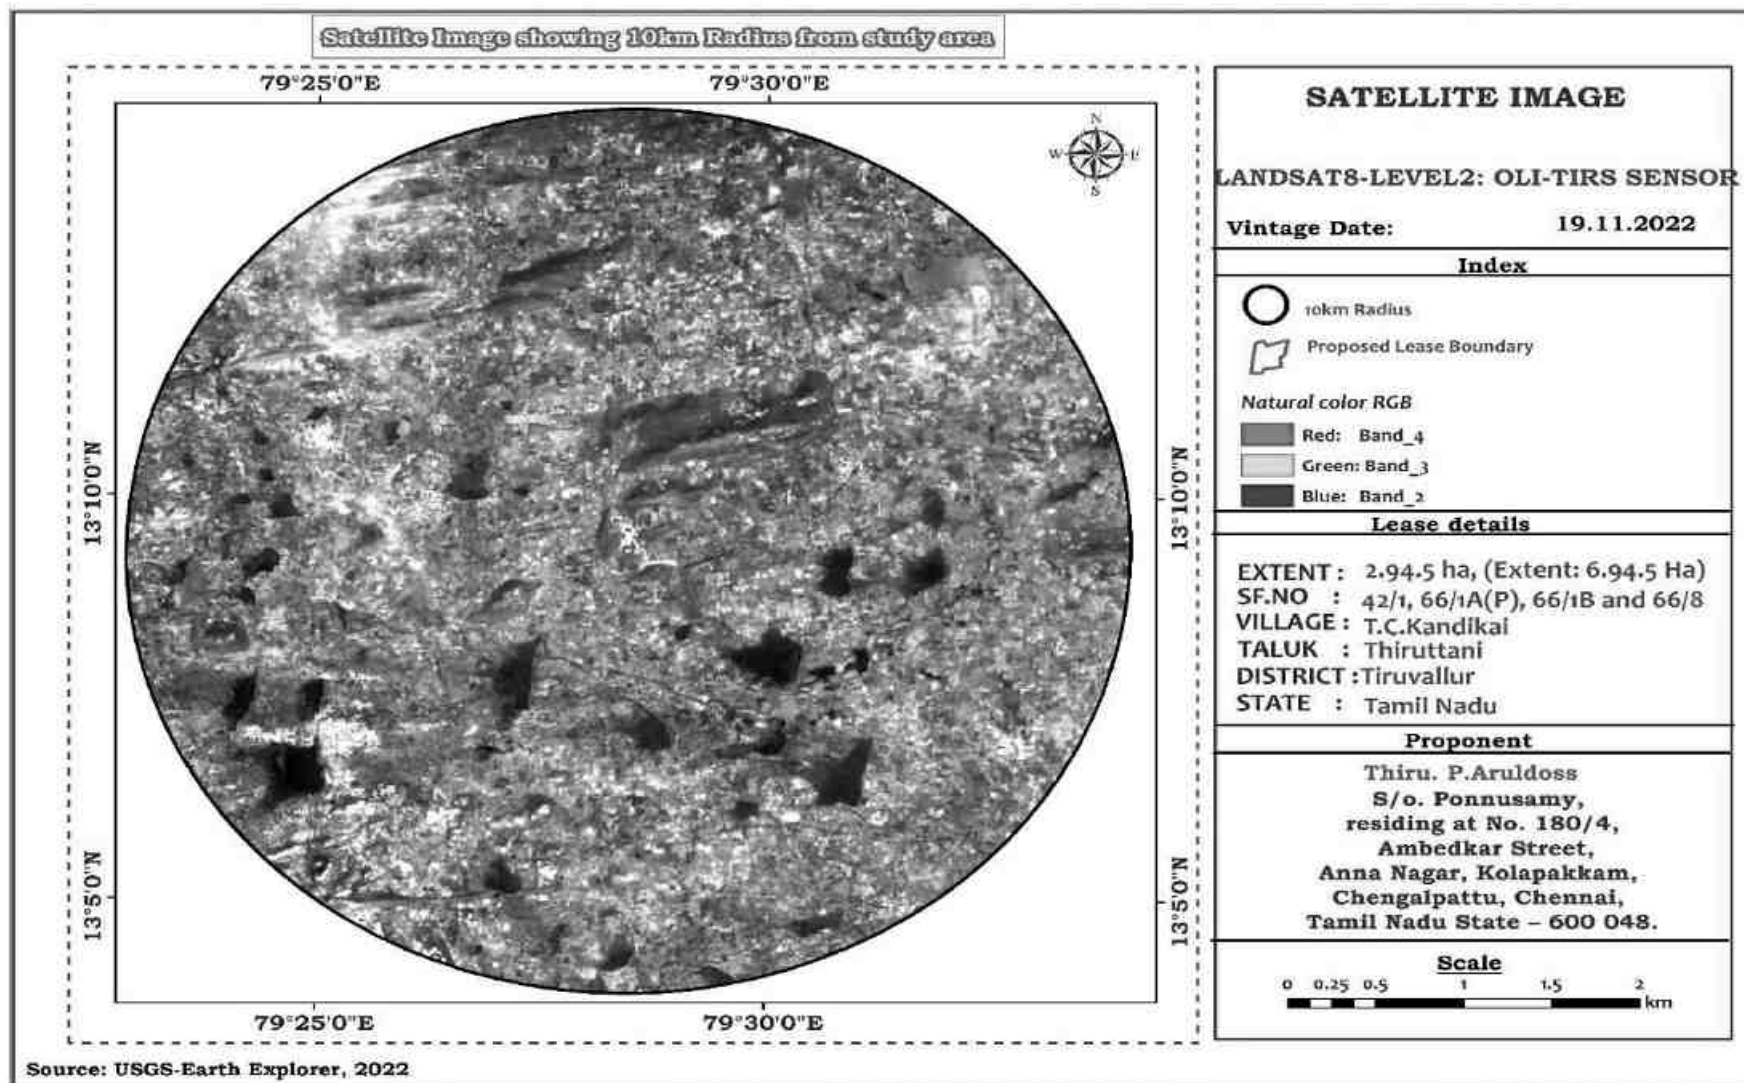 Satellite Image showing 10km Radius from study area
79°25'0"E 79°30'0"E
N
W E
S
13°10'0"N 13°10'0"N
13°5'0"N 13°5'0"N
79°25'0"E 79°30'0"E
Source: USGS-Earth Explorer, 2022
SATELLITE IMAGE
LANDSAT8-LEVEL2: OLI-TIRS SENSOR
Vintage Date: 19.11.2022
Index
10km Radius
Proposed Lease Boundary
Natural color RGB
Red: Band_4
Green: Band_3
Blue: Band_2
Lease details
EXTENT : 2.94.5 ha, (Extent: 6.94.5 Ha)
SF.NO : 42/1, 66/1A(P), 66/1B and 66/8
VILLAGE : T.C.Kandikai
TALUK : Thiruttani
DISTRICT :Tiruvallur
STATE : Tamil Nadu
Proponent
Thiru. P.Aruldoss
S/o. Ponnusamy,
residing at No. 180/4,
Ambedkar Street,
Anna Nagar, Kolapakkam,
Chengalpattu, Chennai,
Tamil Nadu State – 600 048.
Scale
0 0.25 0.5 1 1.5 2
km